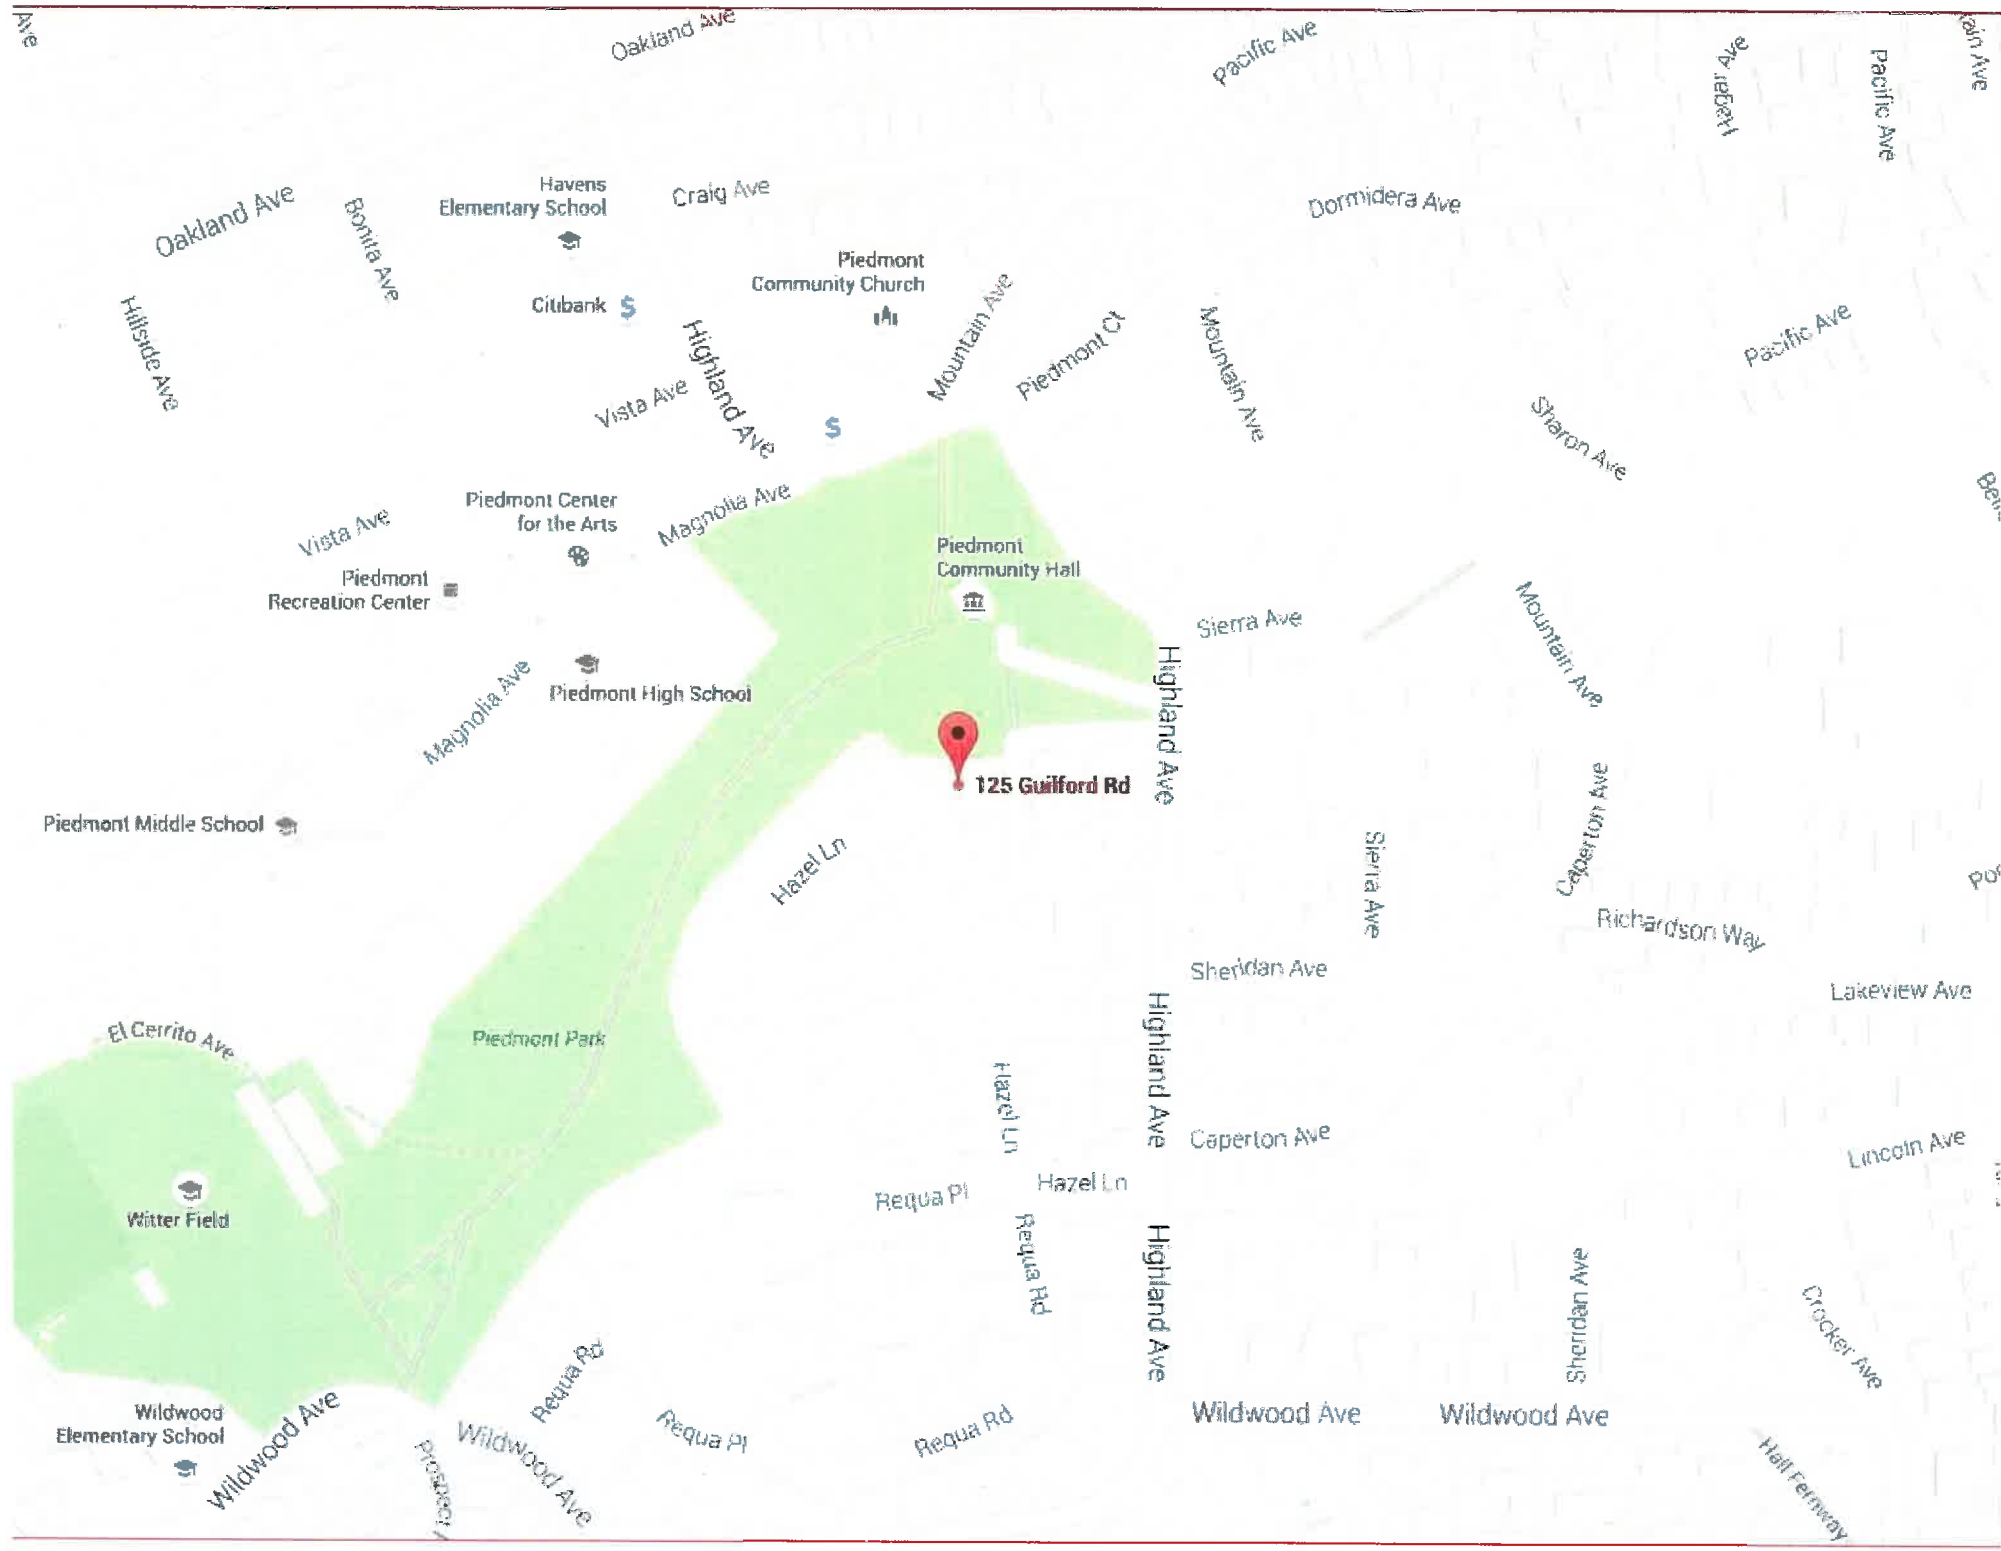 Ave
Oakland Ave
Pacific Ave
Hagar Ave
Pacific Ave
Ave
Oakland Ave
Bonita Ave
Havens
Elementary School
Craig Ave
Dormidera Ave
Piedmont
Community Church
Citibank
Hillside Ave
Highland Ave
Mountain Ave
Piedmont Ct
Mountain Ave
Pacific Ave
Vista Ave
Sharon Ave
Magnolia Ave
Piedmont Center
for the Arts
Vista Ave
Piedmont
Community Hall
Piedmont
Recreation Center
Sierra Ave
Mountain Ave
Magnolia Ave
Piedmont High School
Highland Ave
125 Guilford Rd
Piedmont Middle School
Hazel Ln
Sierra Ave
Caperton Ave
Richardson Way
Sheridan Ave
Lakeview Ave
El Cerrito Ave
Piedmont Park
Highland Ave
Hazel Ln
Caperton Ave
Lincoln Ave
Requa Pl
Hazel Ln
Witter Field
Requa Rd
Highland Ave
Sheridan Ave
Crocker Ave
Requa Rd
Wildwood
Elementary School
Wildwood Ave
Wildwood Ave
Requa Pl
Requa Rd
Wildwood Ave
Wildwood Ave
Prospect
Hall Fernway